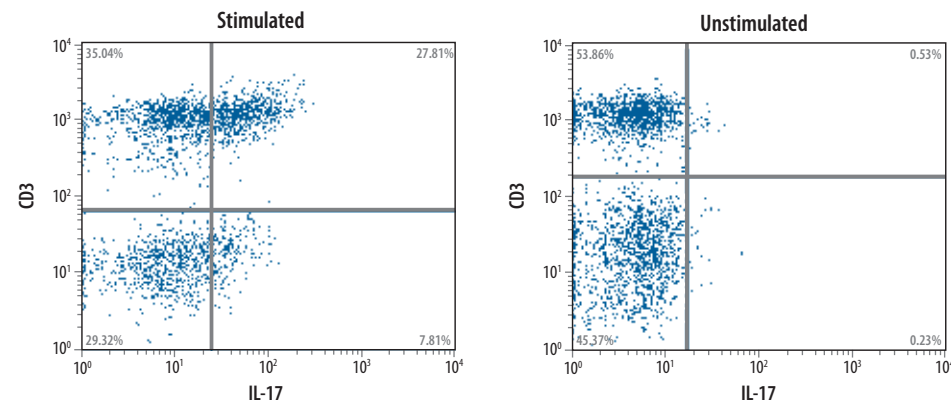 Stimulated
10⁴
35.04%
27.81%
10³
CD3
10²
10¹
10⁰
29.32%
7.81%
10⁰ 10¹ 10² 10³ 10⁴
IL-17
Unstimulated
10⁴
53.86%
0.53%
10³
CD3
10²
10¹
10⁰
45.37%
0.23%
10⁰ 10¹ 10² 10³
IL-17